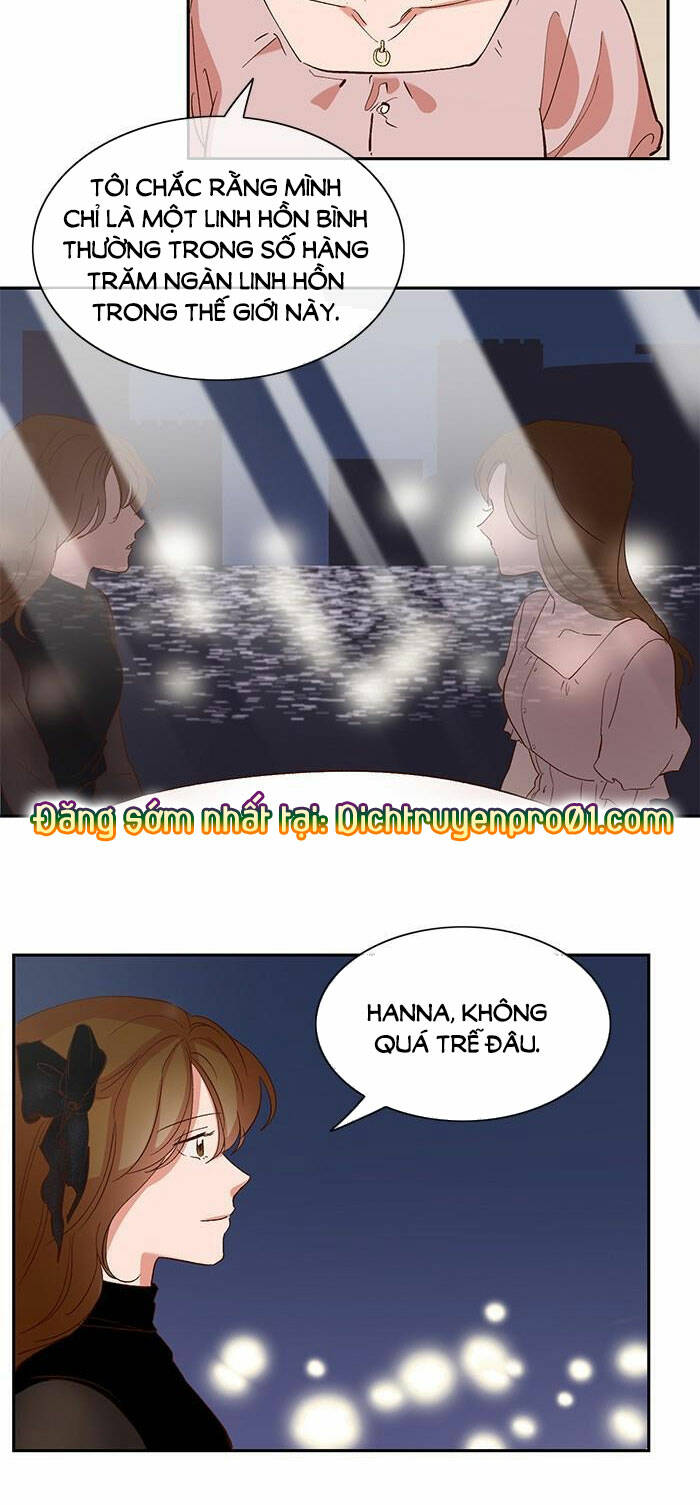 TÔI CHẮC RẰNG MÌNH
CHỈ LÀ MỘT LINH HỒN BÌNH
THƯỜNG TRONG SỐ HÀNG
TRĂM NGÀN LINH HỒN
TRONG THẾ GIỚI NÀY.
Đăng sớm nhất tại: Dichtruyenpro01.com
HANNA, KHÔNG
QUÁ TRỄ ĐÂU.